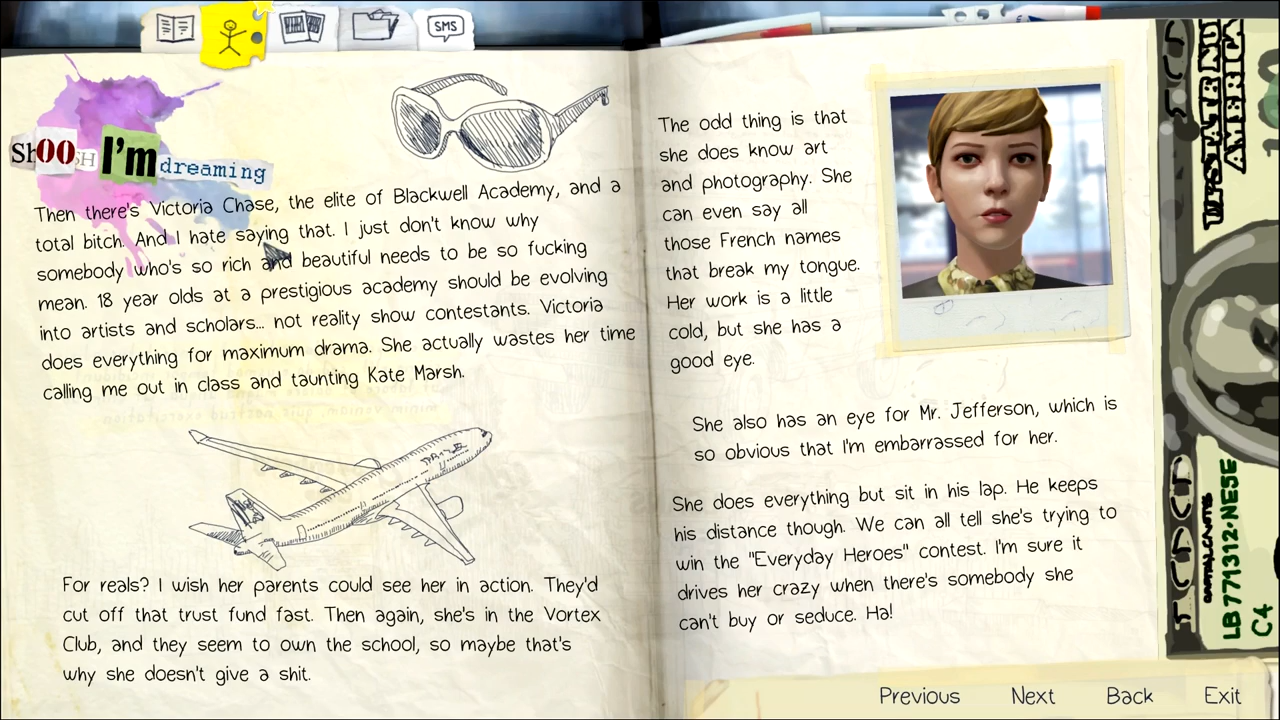 SMS
ShOOSH I'm dreaming
Then there's Victoria Chase, the elite of Blackwell Academy, and a
total bitch. And I hate saying that. I just don't know why
somebody who's so rich and beautiful needs to be so fucking
mean. 18 year olds at a prestigious academy should be evolving
into artists and scholars... not reality show contestants. Victoria
does everything for maximum drama. She actually wastes her time
calling me out in class and taunting Kate Marsh.
For reals? I wish her parents could see her in action. They'd
cut off that trust fund fast. Then again, she's in the Vortex
Club, and they seem to own the school, so maybe that's
why she doesn't give a shit.
The odd thing is that
she does know art
and photography. She
can even say all
those French names
that break my tongue.
Her work is a little
cold, but she has a
good eye.
She also has an eye for Mr. Jefferson, which is
so obvious that I'm embarrassed for her.
She does everything but sit in his lap. He keeps
his distance though. We can all tell she's trying to
win the "Everyday Heroes" contest. I'm sure it
drives her crazy when there's somebody she
can't buy or seduce. Ha!
AMERICA
LB771312-NESE
C4
Previous Next Back Exit